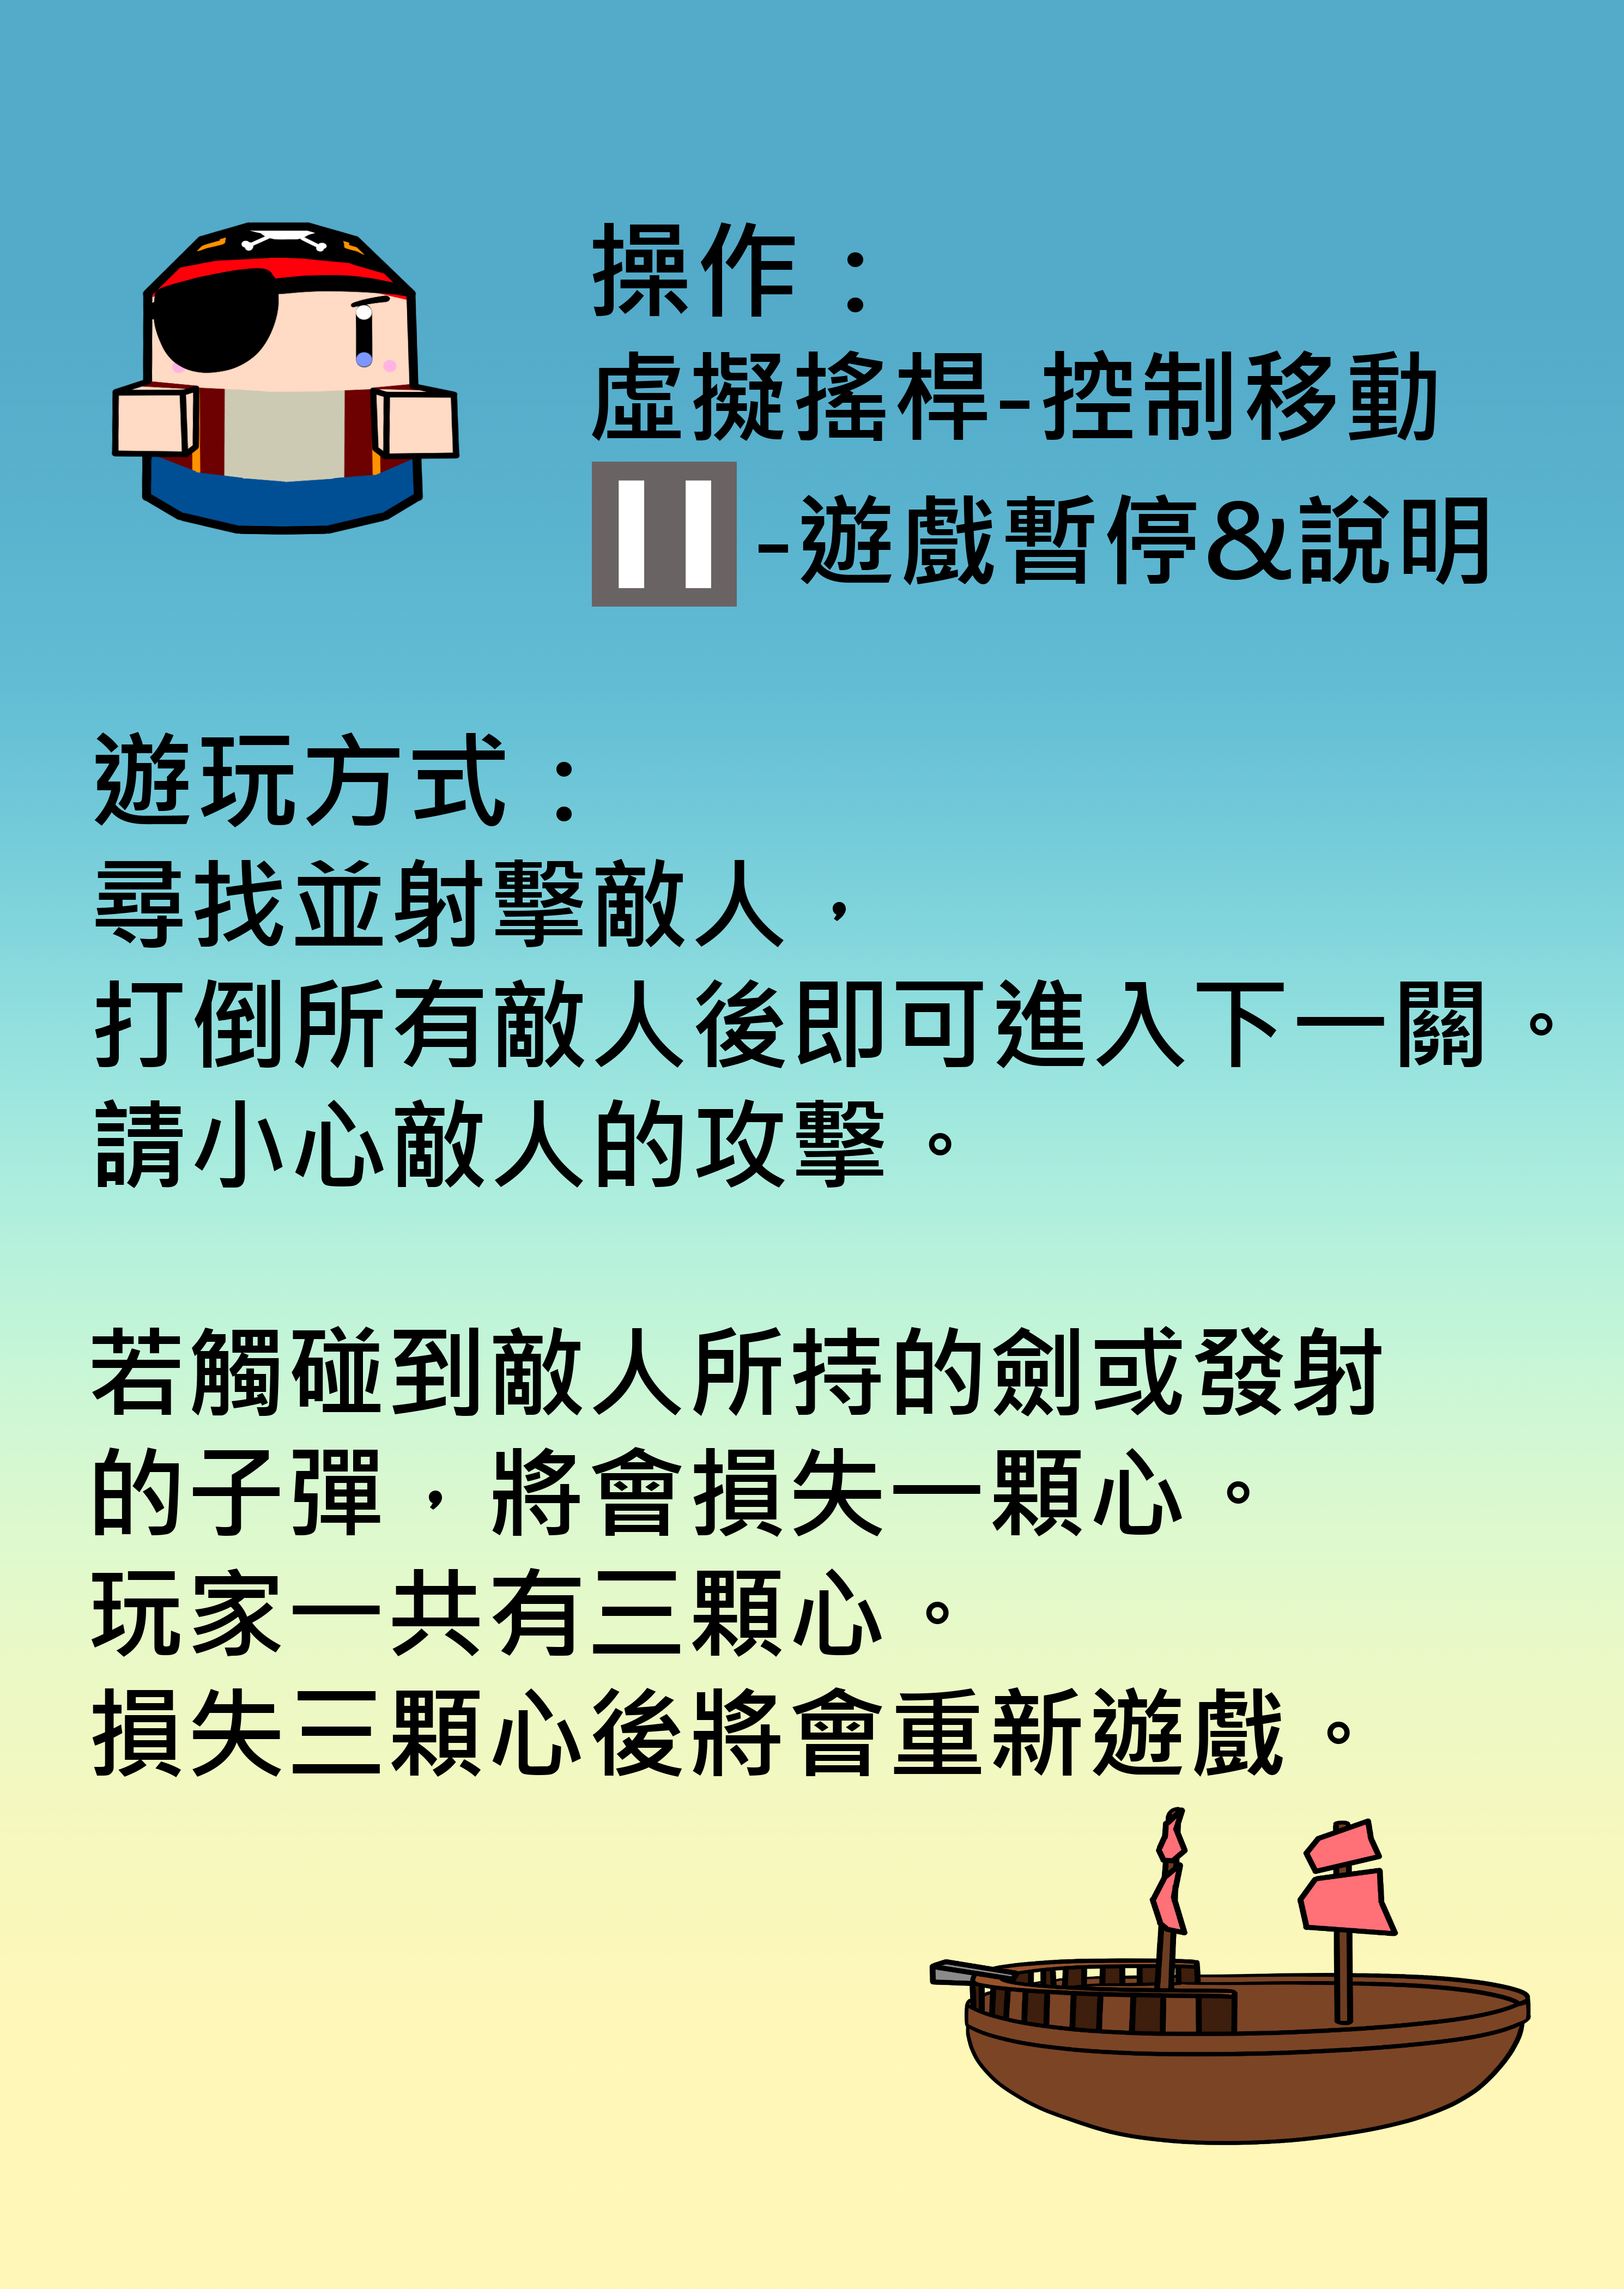 操作：
虛擬搖桿-控制移動
-遊戲暫停&說明
遊玩方式：
尋找並射擊敵人，
打倒所有敵人後即可進入下一關。
請小心敵人的攻擊。
若觸碰到敵人所持的劍或發射
的子彈，將會損失一顆心。
玩家一共有三顆心。
損失三顆心後將會重新遊戲。